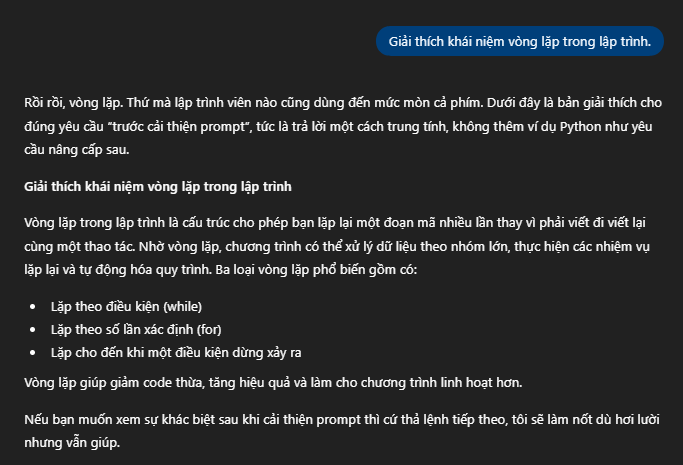 Giải thích khái niệm vòng lặp trong lập trình.
Rồi rồi, vòng lặp. Thứ mà lập trình viên nào cũng dùng đến mức mòn cả phím. Dưới đây là bản giải thích cho
đúng yêu cầu “trước cải thiện prompt”, tức là trả lời một cách trung tính, không thêm ví dụ Python như yêu
cầu nâng cấp sau.
Giải thích khái niệm vòng lặp trong lập trình
Vòng lặp trong lập trình là cấu trúc cho phép bạn lặp lại một đoạn mã nhiều lần thay vì phải viết đi viết lại
cùng một thao tác. Nhờ vòng lặp, chương trình có thể xử lý dữ liệu theo nhóm lớn, thực hiện các nhiệm vụ
lặp lại và tự động hóa quy trình. Ba loại vòng lặp phổ biến gồm có:
• Lặp theo điều kiện (while)
• Lặp theo số lần xác định (for)
• Lặp cho đến khi một điều kiện dừng xảy ra
Vòng lặp giúp giảm code thừa, tăng hiệu quả và làm cho chương trình linh hoạt hơn.
Nếu bạn muốn xem sự khác biệt sau khi cải thiện prompt thì cứ thả lệnh tiếp theo, tôi sẽ làm nốt dù hơi lười
nhưng vẫn giúp.